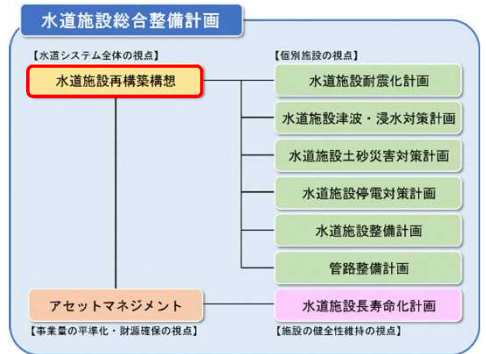 水道施設総合整備計画
【水道システム全体の視点】
【個別施設の視点】
水道施設再構築構想
水道施設耐震化計画
水道施設津波・浸水対策計画
水道施設土砂災害対策計画
水道施設停電対策計画
水道施設整備計画
管路整備計画
アセットマネジメント
水道施設長寿命化計画
【事業量の平準化・財源確保の視点】
【施設の健全性維持の視点】